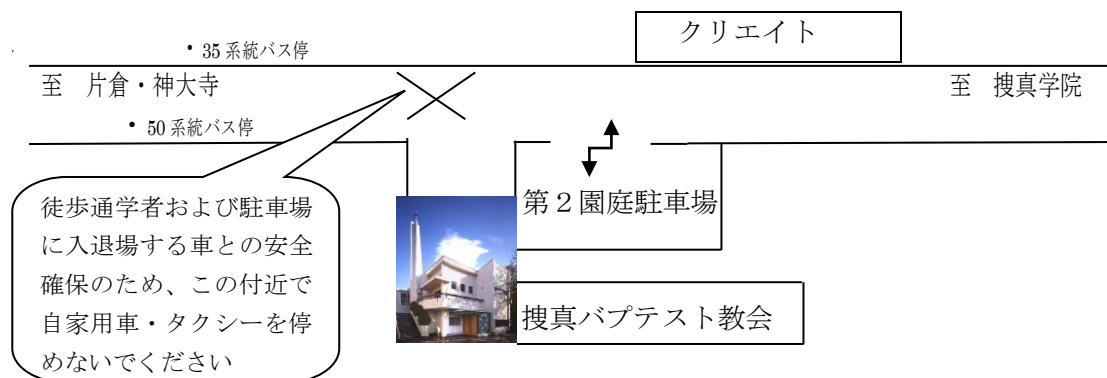 クリエイト
・35系統バス停
至 片倉・神大寺
至 捜真学院
・50系統バス停
徒歩通学者および駐車場
に入退場する車との安全
確保のため、この付近で
自家用車・タクシーを停
めないでください
第２園庭駐車場
捜真バプテスト教会